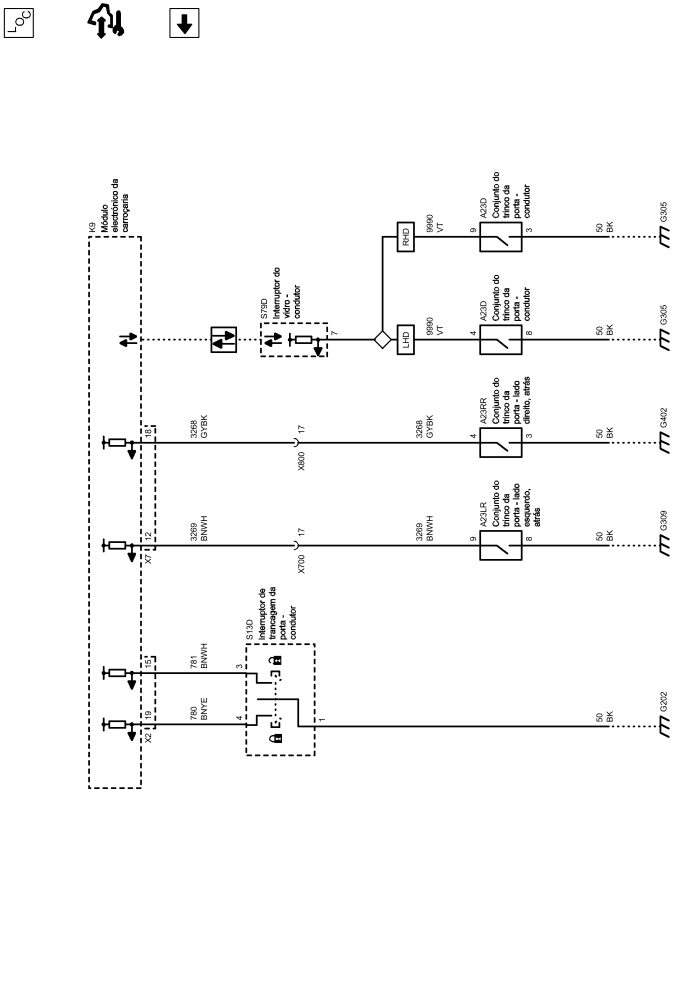 LOC
K9
Módulo
electrónico da
carroçaria
X2
19
15
X7
12
18
780
BNYE
781
BNWH
3269
BNWH
3268
GYBK
S13D
Interruptor de
trancagem da
porta -
condutor
4
3
1
X700
17
X800
17
S79D
Interruptor do
vidro -
condutor
7
LHD
RHD
3269
BNWH
3268
GYBK
9990
VT
9990
VT
9
4
4
9
A23LR
Conjunto do
trinco da
porta - lado
esquerdo,
atrás
A23RR
Conjunto do
trinco da
porta - lado
direito, atrás
A23D
Conjunto do
trinco da
porta -
condutor
A23D
Conjunto do
trinco da
porta -
condutor
8
3
8
3
50
BK
50
BK
50
BK
50
BK
50
BK
G202
G309
G402
G305
G305